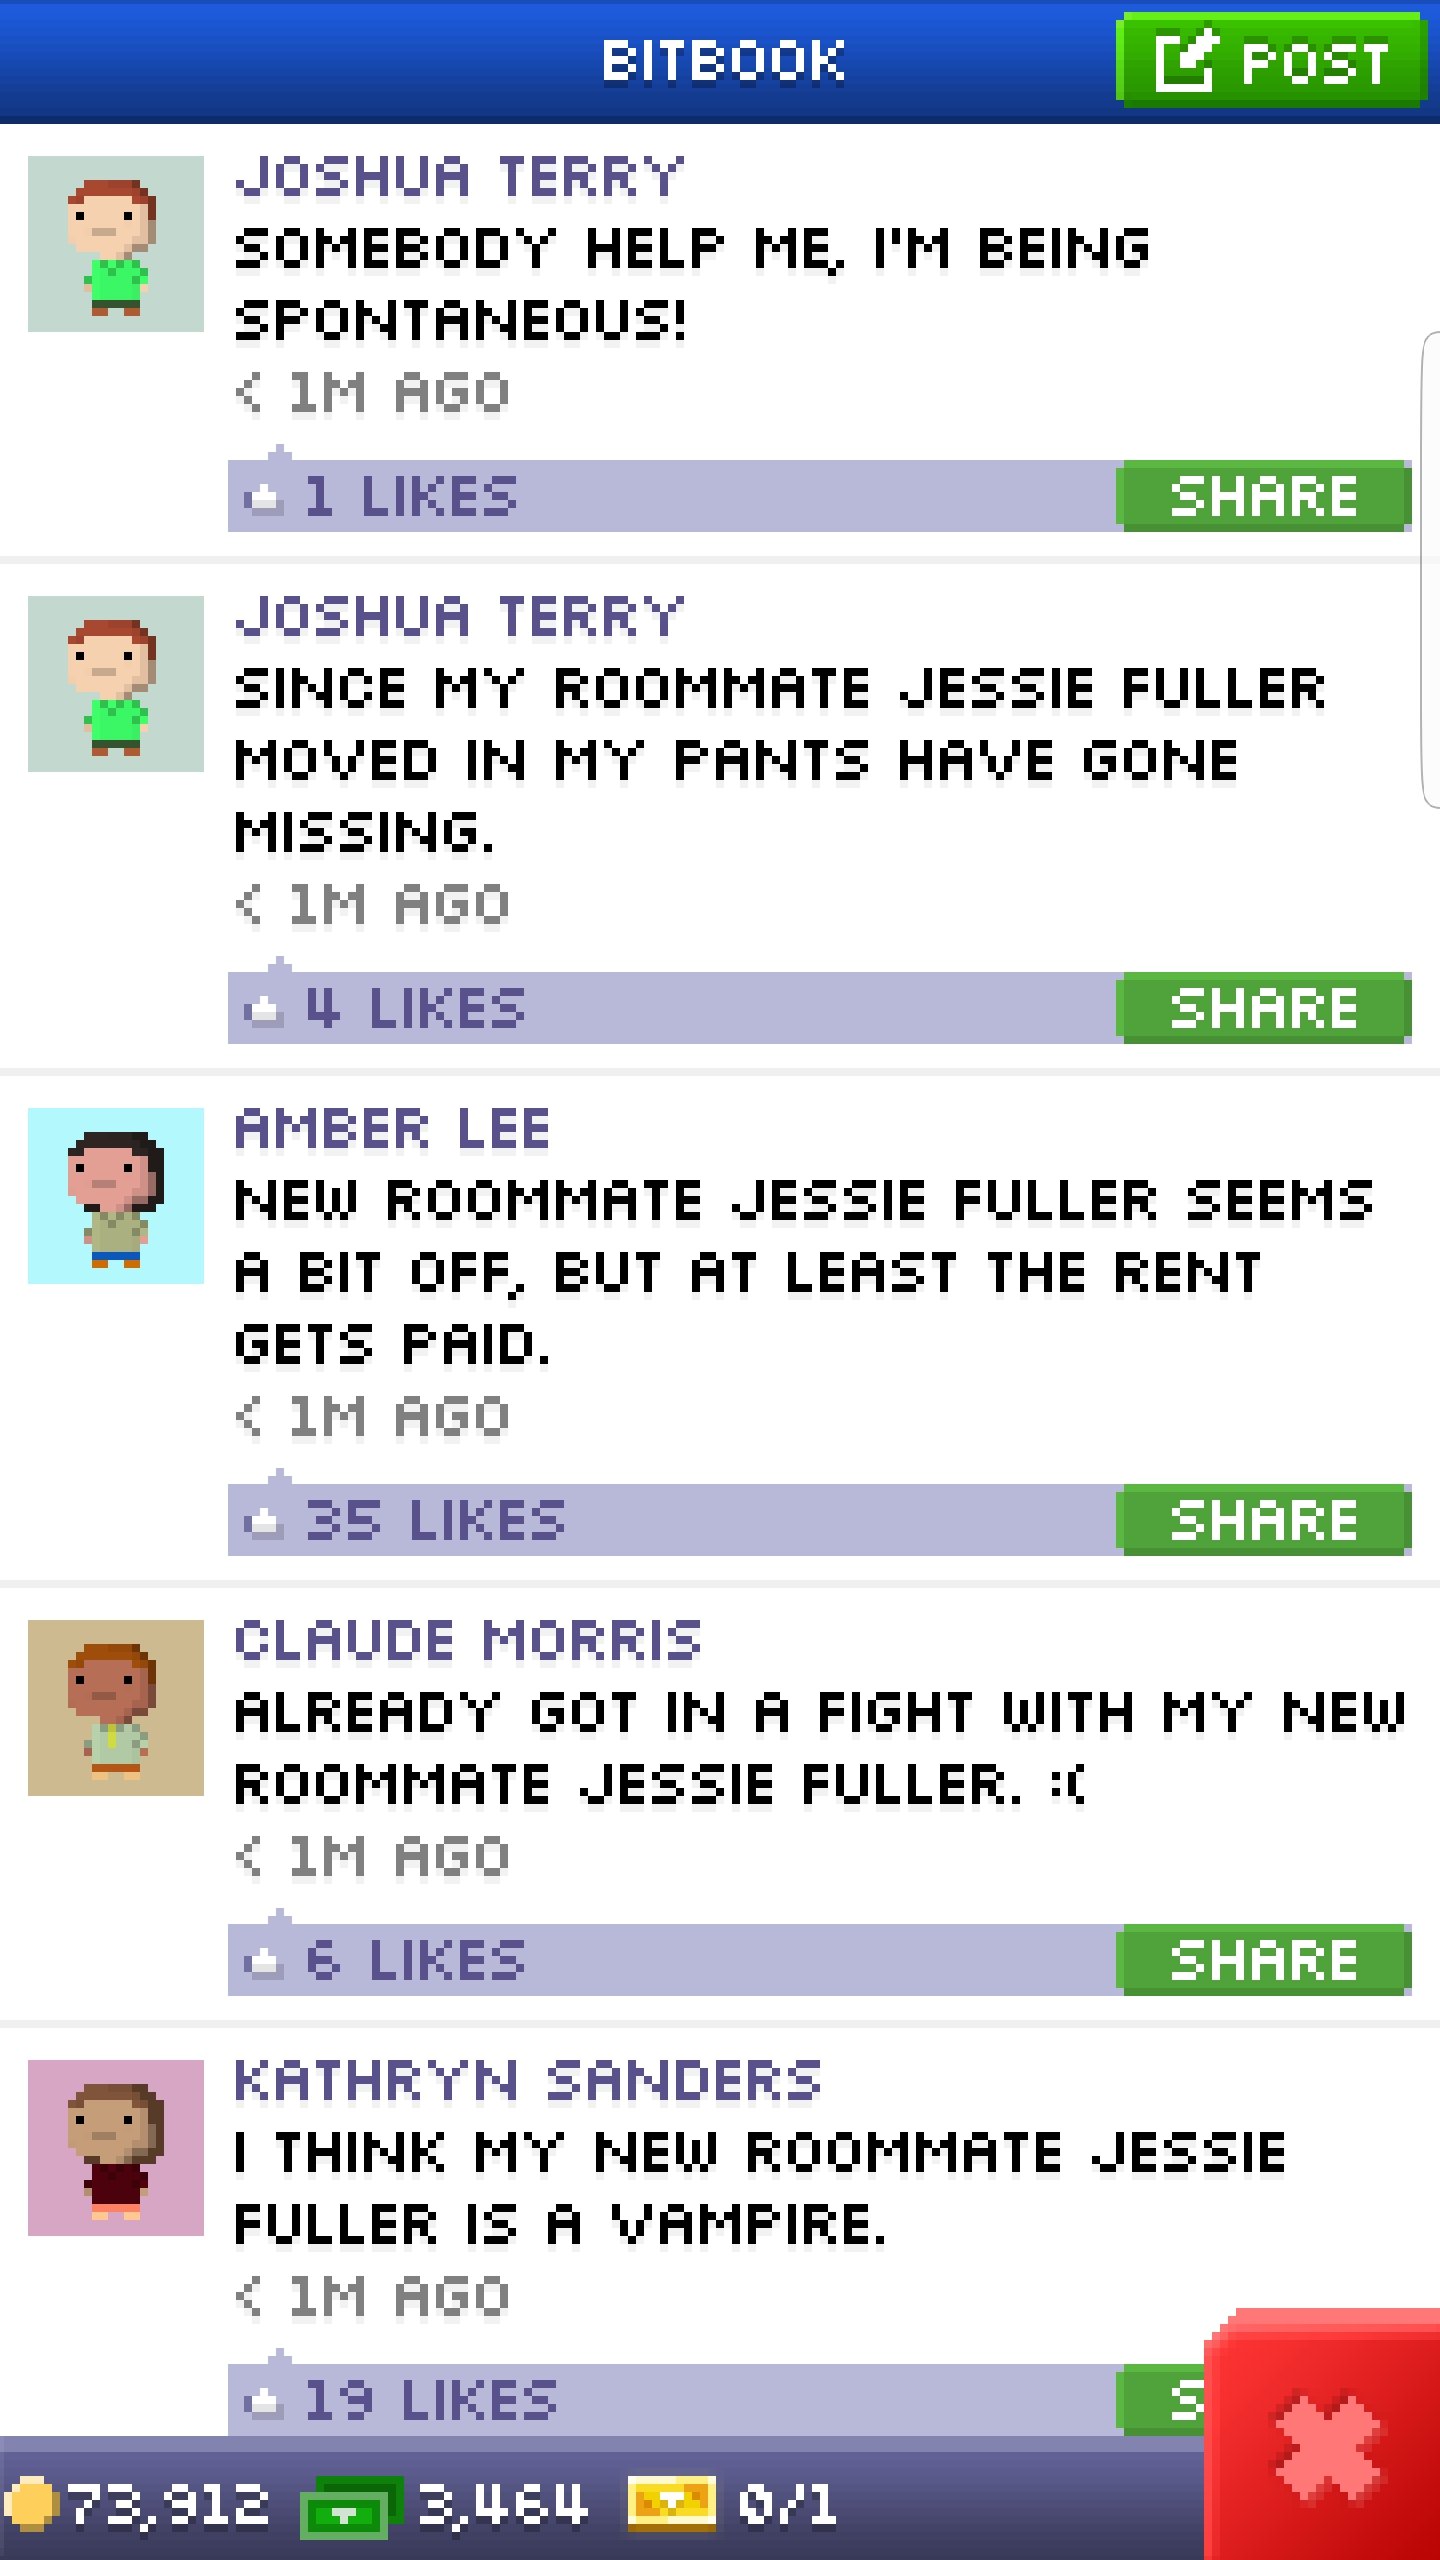 BITBOOK
POST
JOSHUA TERRY
SOMEBODY HELP ME, I'M BEING
SPONTANEOUS!
< 1M AGO
1 LIKES
SHARE
JOSHUA TERRY
SINCE MY ROOMMATE JESSIE FULLER
MOVED IN MY PANTS HAVE GONE
MISSING.
< 1M AGO
4 LIKES
SHARE
AMBER LEE
NEW ROOMMATE JESSIE FULLER SEEMS
A BIT OFF, BUT AT LEAST THE RENT
GETS PAID.
< 1M AGO
35 LIKES
SHARE
CLAUDE MORRIS
ALREADY GOT IN A FIGHT WITH MY NEW
ROOMMATE JESSIE FULLER. :(
< 1M AGO
6 LIKES
SHARE
KATHRYN SANDERS
I THINK MY NEW ROOMMATE JESSIE
FULLER IS A VAMPIRE.
< 1M AGO
19 LIKES
S
73,912
3,464
0/1